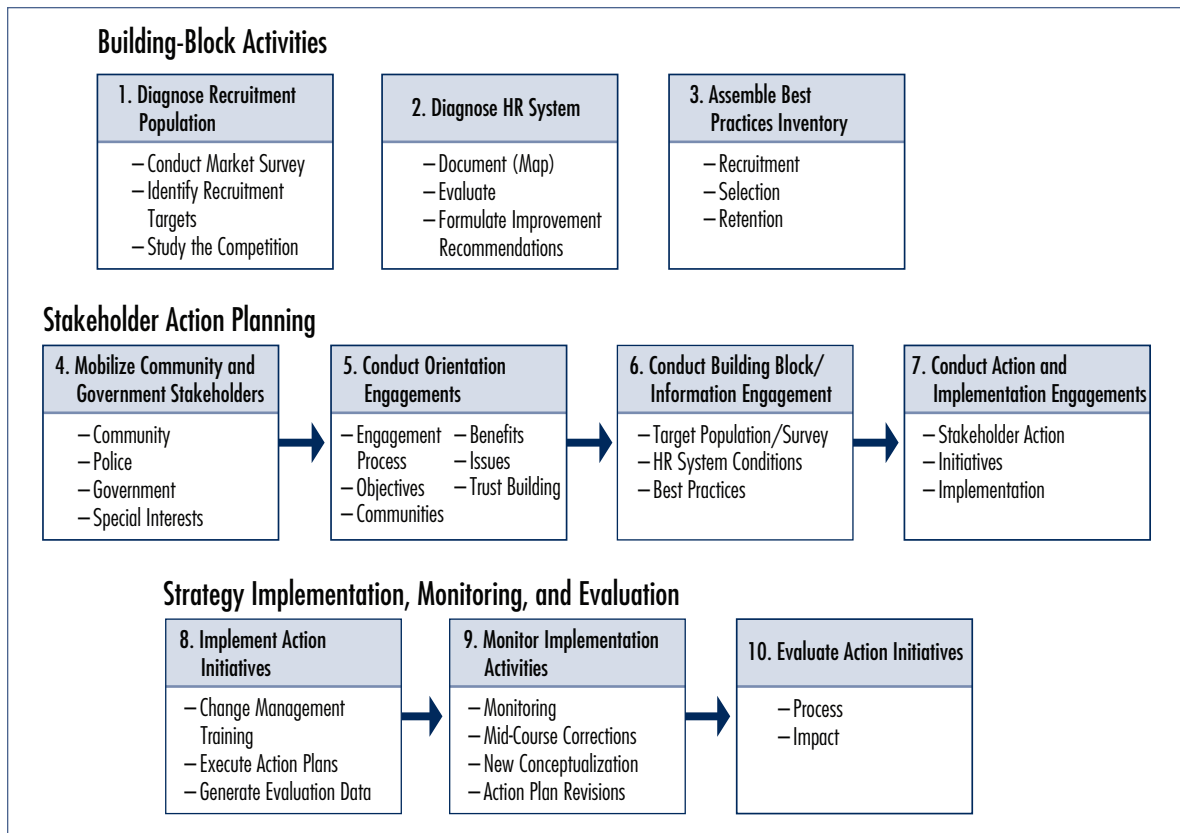 Building-Block Activities
1. Diagnose Recruitment
Population
– Conduct Market Survey
– Identify Recruitment
Targets
– Study the Competition
2. Diagnose HR System
– Document (Map)
– Evaluate
– Formulate Improvement
Recommendations
3. Assemble Best
Practices Inventory
– Recruitment
– Selection
– Retention
Stakeholder Action Planning
4. Mobilize Community and
Government Stakeholders
– Community
– Police
– Government
– Special Interests
5. Conduct Orientation
Engagements
– Engagement
Process
– Objectives
– Communities
– Benefits
– Issues
– Trust Building
6. Conduct Building Block/
Information Engagement
– Target Population/Survey
– HR System Conditions
– Best Practices
7. Conduct Action and
Implementation Engagements
– Stakeholder Action
– Initiatives
– Implementation
Strategy Implementation, Monitoring, and Evaluation
8. Implement Action
Initiatives
– Change Management
Training
– Execute Action Plans
– Generate Evaluation Data
9. Monitor Implementation
Activities
– Monitoring
– Mid-Course Corrections
– New Conceptualization
– Action Plan Revisions
10. Evaluate Action Initiatives
– Process
– Impact